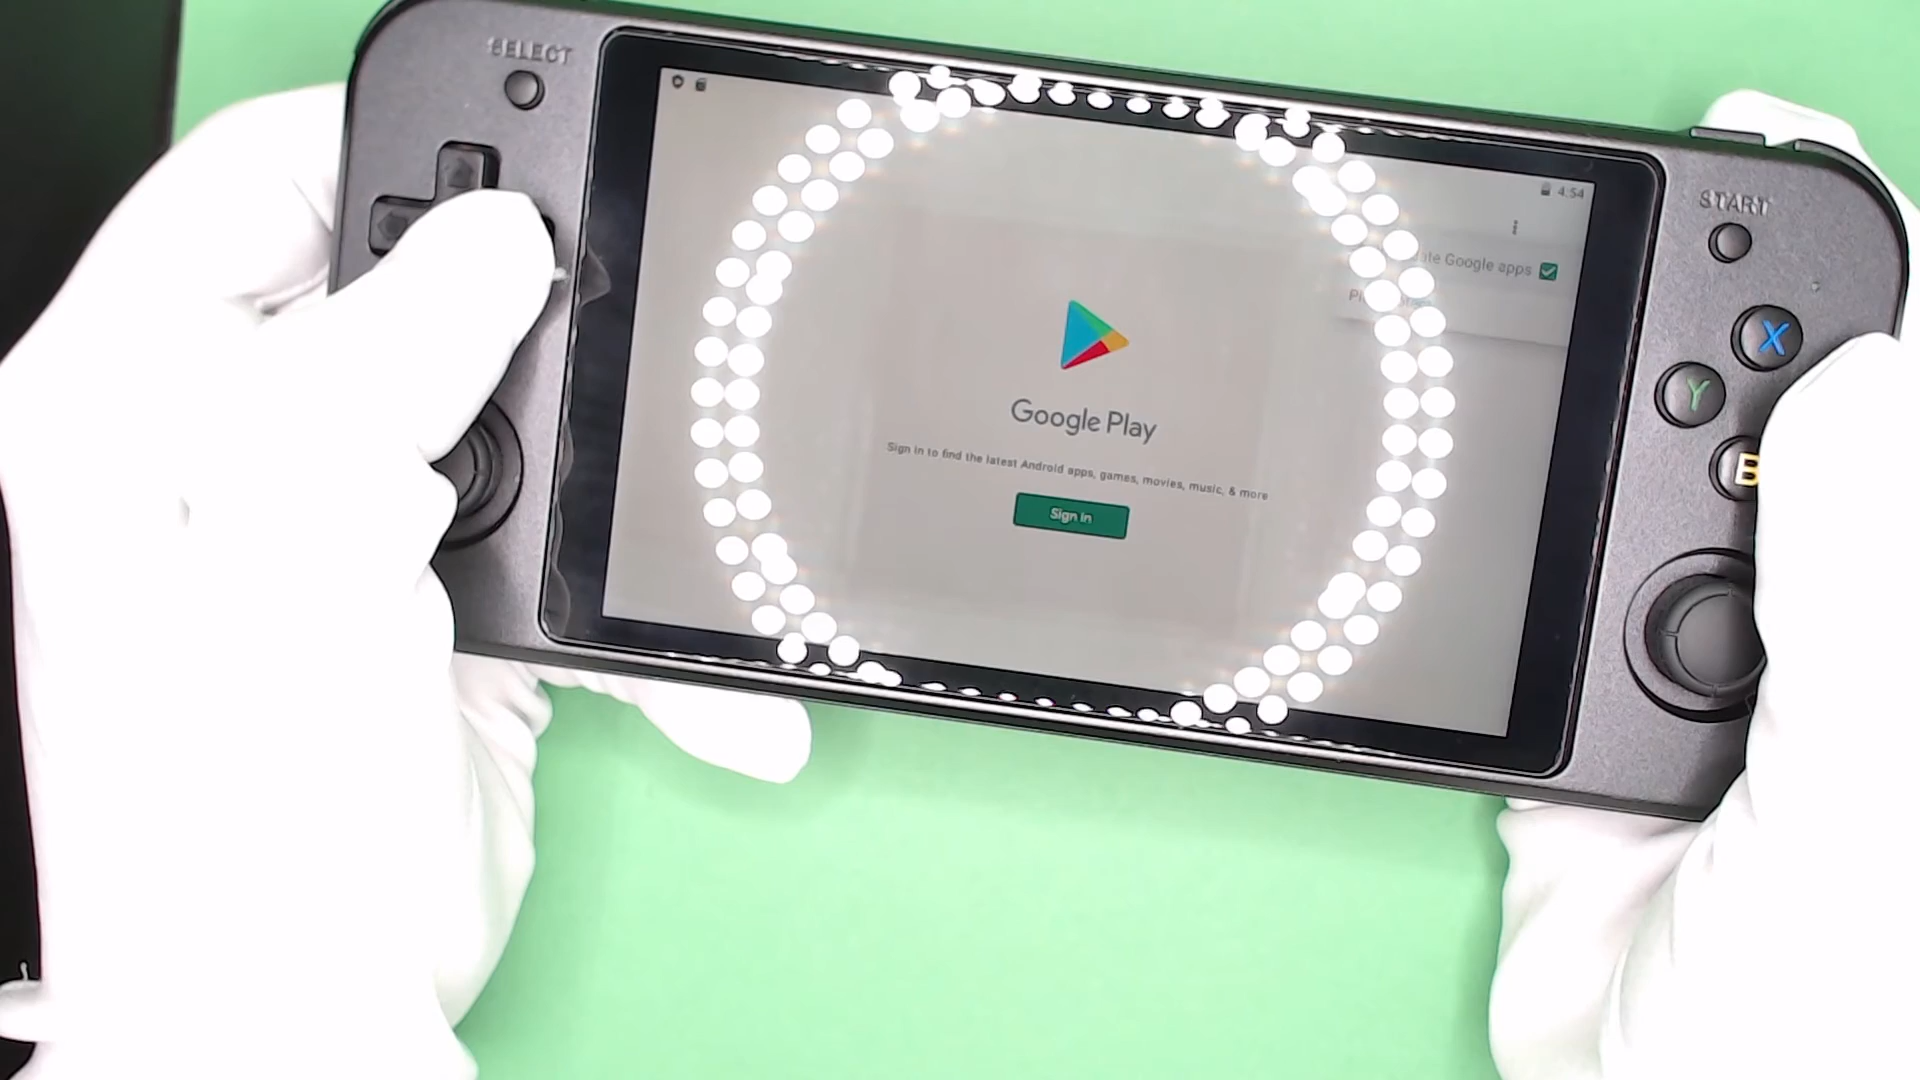 SELECT
4:54
START
Google apps
X
Google Play
Y
Sign in to find the latest Android apps, games, movies, music, & more
B
Sign in